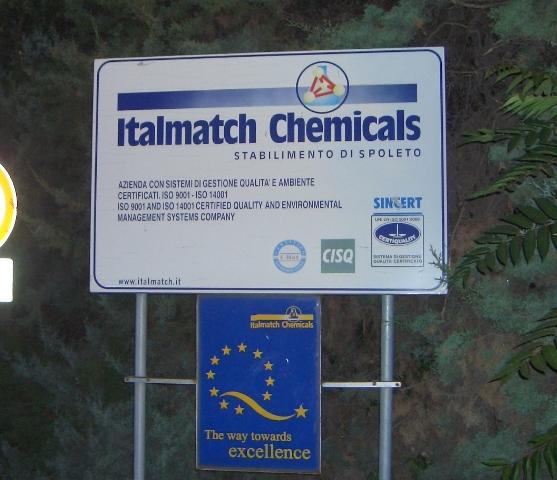 Italmatch Chemicals
STABILIMENTO DI SPOLETO
AZIENDA CON SISTEMI DI GESTIONE QUALITA' E AMBIENTE
CERTIFICATI. ISO 9001 - ISO 14001
ISO 9001 AND ISO 14001 CERTIFIED QUALITY AND ENVIRONMENTAL
MANAGEMENT SYSTEMS COMPANY
SINCERT
CERTIQUALITY
SISTEMA DI GESTIONE
QUALITÀ CERTIFICATO
CISQ
www.italmatch.it
Italmatch Chemicals
The way towards
excellence